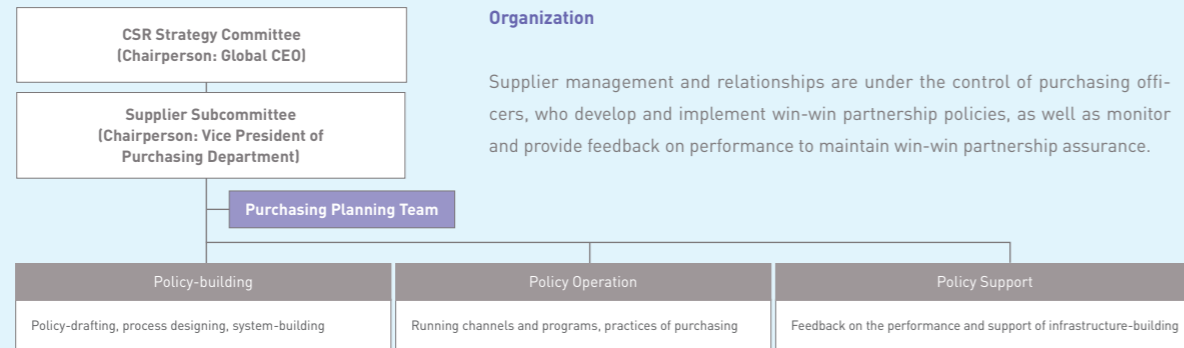 CSR Strategy Committee
(Chairperson: Global CEO)
Supplier Subcommittee
(Chairperson: Vice President of
Purchasing Department)
Purchasing Planning Team
Organization
Supplier management and relationships are under the control of purchasing offi-
cers, who develop and implement win-win partnership policies, as well as monitor
and provide feedback on performance to maintain win-win partnership assurance.
Policy-building
Policy-drafting, process designing, system-building
Policy Operation
Running channels and programs, practices of purchasing
Policy Support
Feedback on the performance and support of infrastructure-building